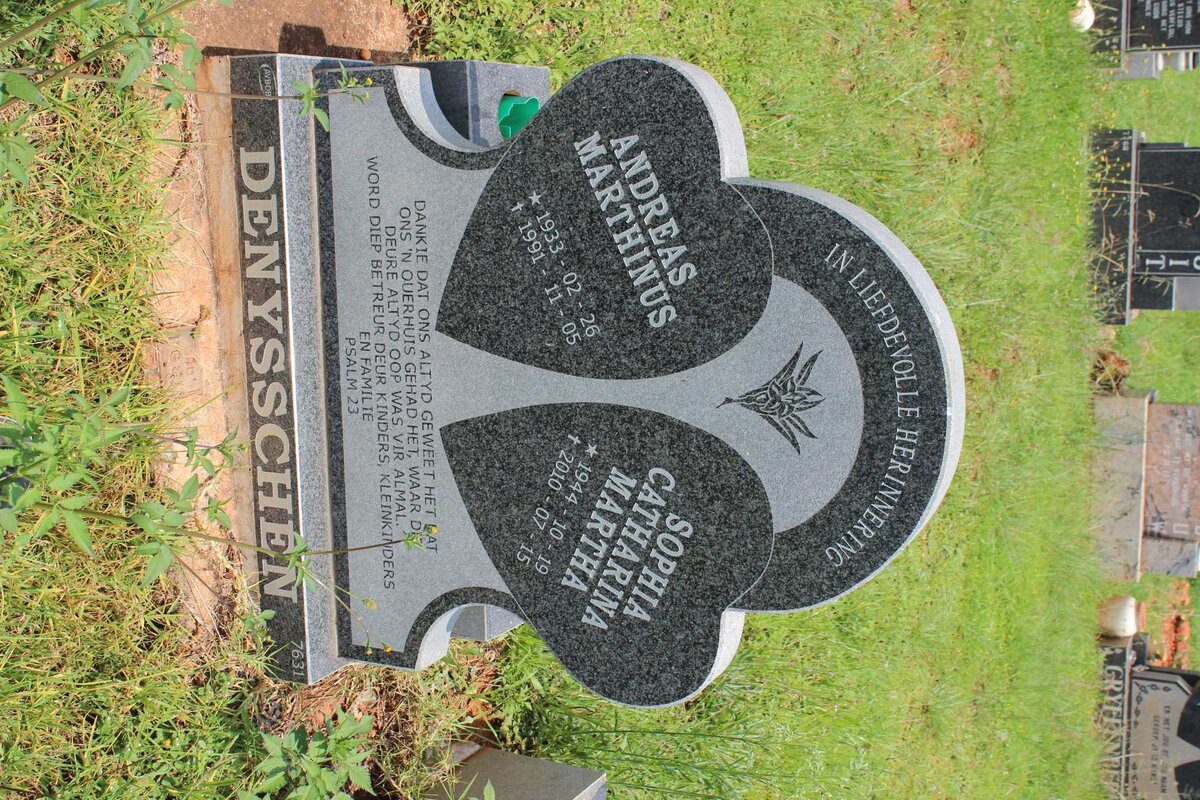 IN LIEFDEVOLLE HERINNERING
ANDREAS
MARTHINUS
★ 1933 - 02 - 26
✝ 1991 - 11 - 05
SOPHIA
CATHARINA
MARTHA
★ 1944 - 10 - 19
✝ 2010 - 07 - 15
DANKIE DAT ONS ALTYD GEWEET HET DAT
ONS 'N OUERHUIS GEHAD HET, WAAR DIE
DEURE ALTYD OOP WAS VIR ALMAL.
WORD DIEP BETREUR DEUR KINDERS, KLEINKINDERS
EN FAMILIE
PSALM 23
DENYSSCHEN
7631